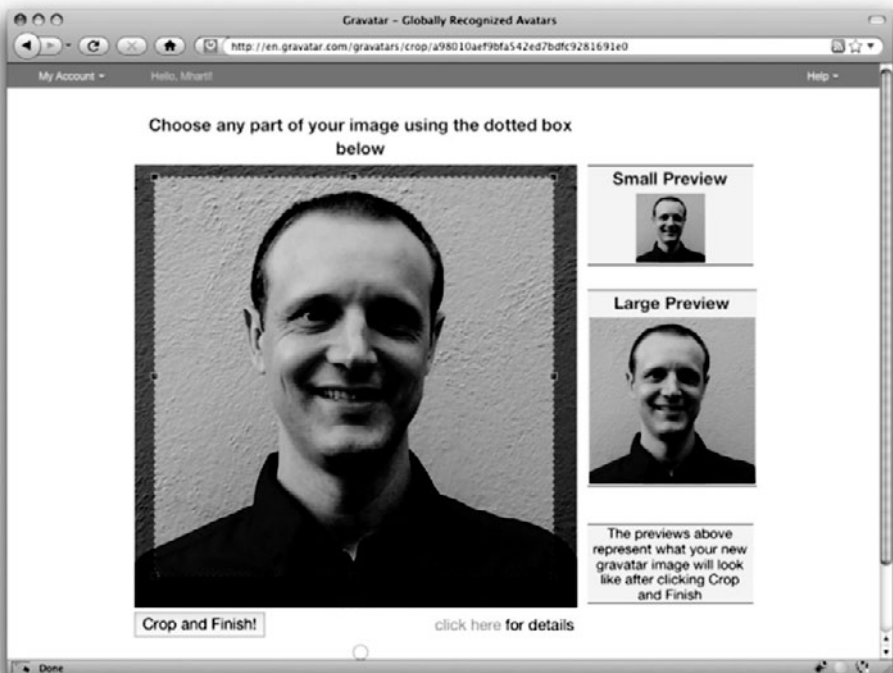 Gravatar – Globally Recognized Avatars
http://en.gravatar.com/gravatars/crop/a98010aef9bfa542ed7bdfc9281691e0
My Account
Hello, Mhartl!
Help
Choose any part of your image using the dotted box
below
Small Preview
Large Preview
The previews above
represent what your new
gravatar image will look
like after clicking Crop
and Finish
Crop and Finish!
click here for details
Done